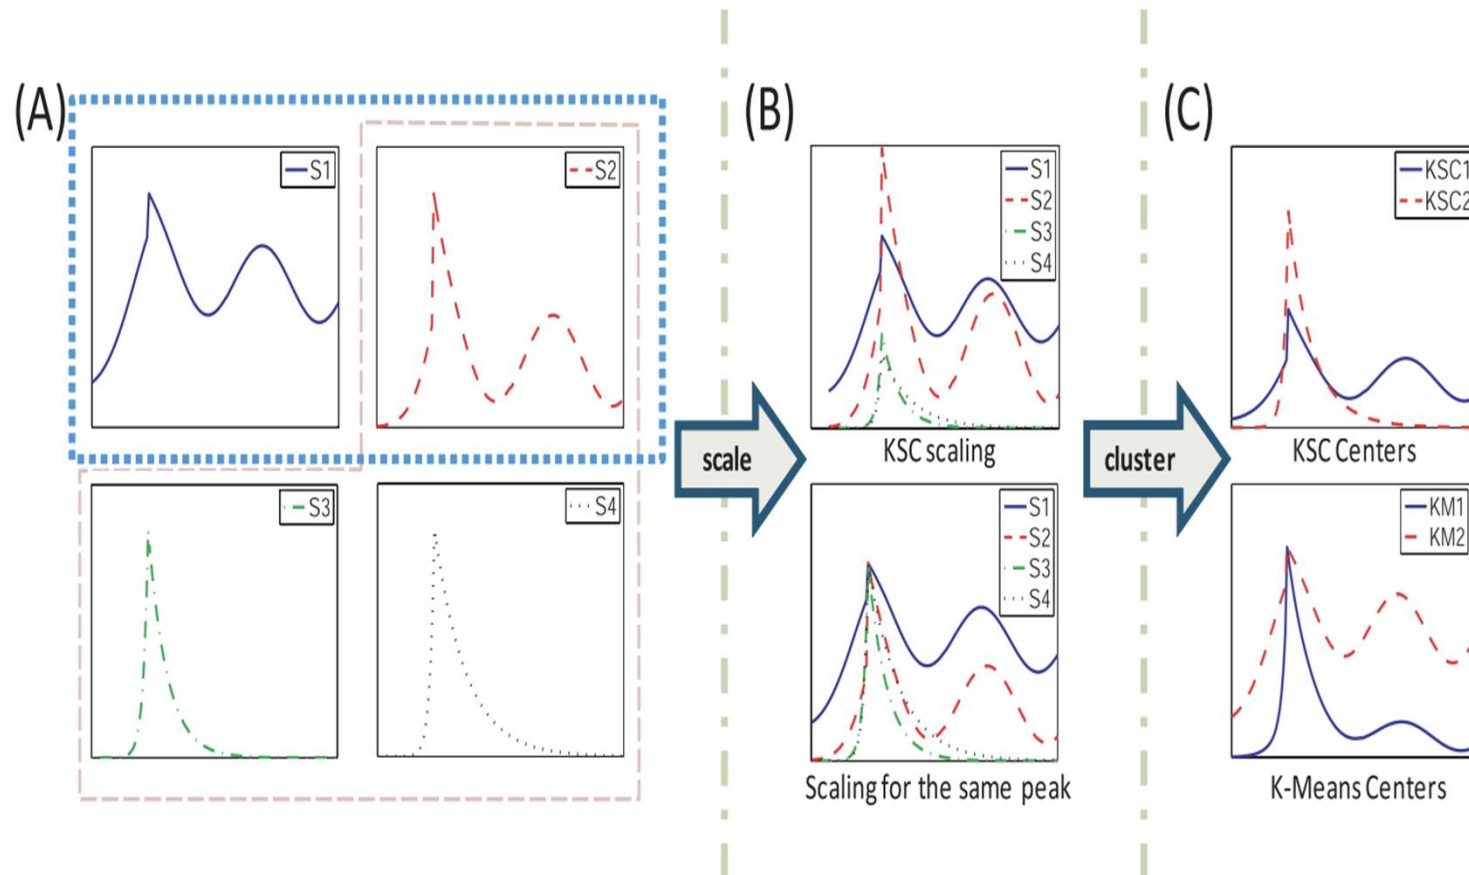 (A)
(B)
(C)
S1
S2
S1
S2
S3
S4
KSC1
KSC2
scale
KSC scaling
cluster
KSC Centers
S3
S4
S1
S2
S3
S4
KM1
KM2
Scaling for the same peak
K-Means Centers